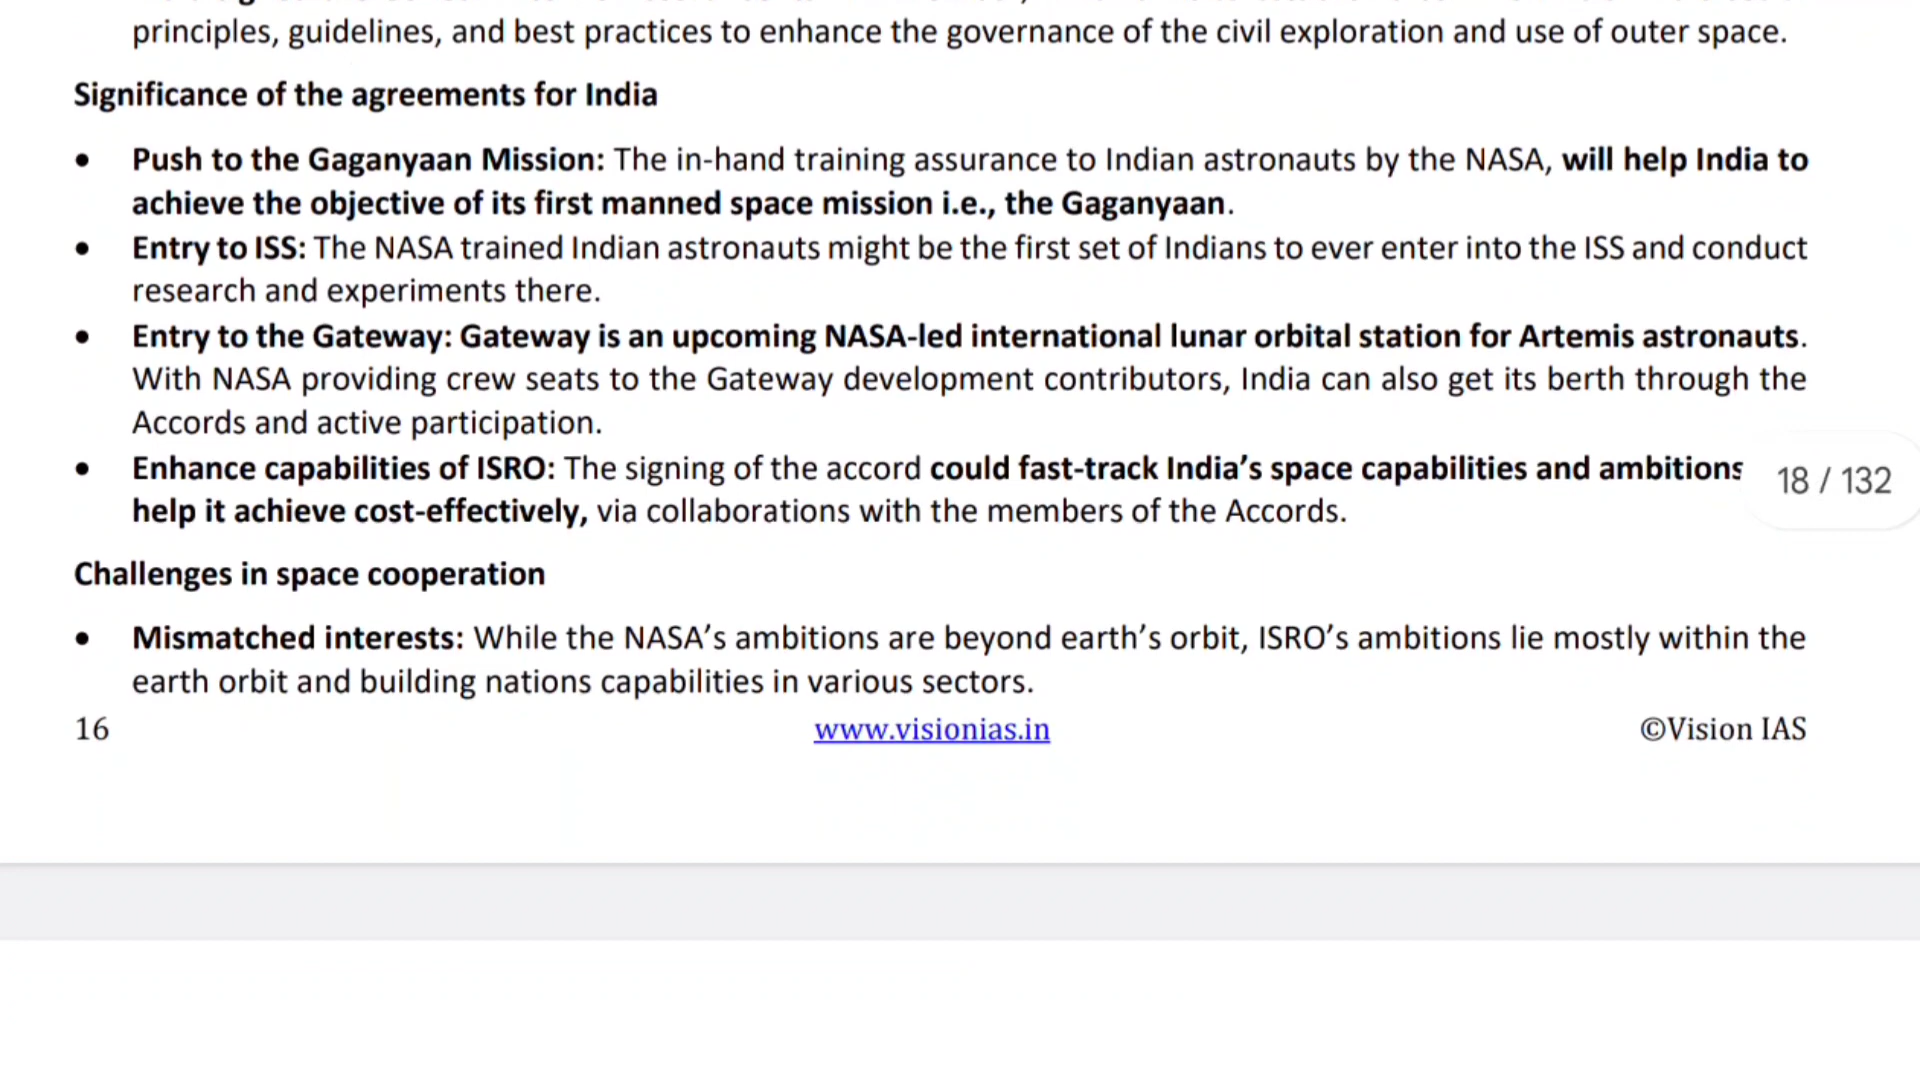 principles, guidelines, and best practices to enhance the governance of the civil exploration and use of outer space.
Significance of the agreements for India
• Push to the Gaganyaan Mission: The in-hand training assurance to Indian astronauts by the NASA, will help India to
achieve the objective of its first manned space mission i.e., the Gaganyaan.
• Entry to ISS: The NASA trained Indian astronauts might be the first set of Indians to ever enter into the ISS and conduct
research and experiments there.
• Entry to the Gateway: Gateway is an upcoming NASA-led international lunar orbital station for Artemis astronauts.
With NASA providing crew seats to the Gateway development contributors, India can also get its berth through the
Accords and active participation.
• Enhance capabilities of ISRO: The signing of the accord could fast-track India’s space capabilities and ambitions
18 / 132
help it achieve cost-effectively, via collaborations with the members of the Accords.
Challenges in space cooperation
• Mismatched interests: While the NASA’s ambitions are beyond earth’s orbit, ISRO’s ambitions lie mostly within the
earth orbit and building nations capabilities in various sectors.
16 www.visionias.in ©Vision IAS